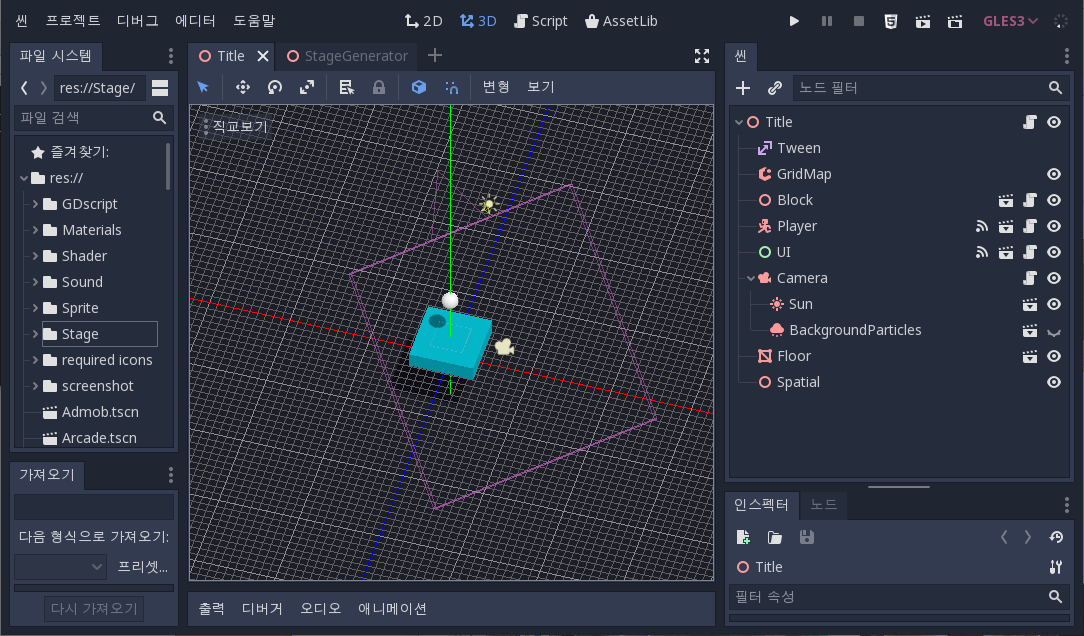 씬 프로젝트 디버그 에디터 도움말 2D 3D Script AssetLib GLES3
파일 시스템
res://Stage/
파일 검색
즐겨찾기:
res://
GDscript
Materials
Shader
Sound
Sprite
Stage
required icons
screenshot
Admob.tscn
Arcade.tscn
가져오기
다음 형식으로 가져오기:
프리셋...
다시 가져오기
Title StageGenerator
변형 보기
직교보기
출력 디버거 오디오 애니메이션
씬
노드 필터
Title
Tween
GridMap
Block
Player
UI
Camera
Sun
BackgroundParticles
Floor
Spatial
인스펙터 노드
Title
필터 속성